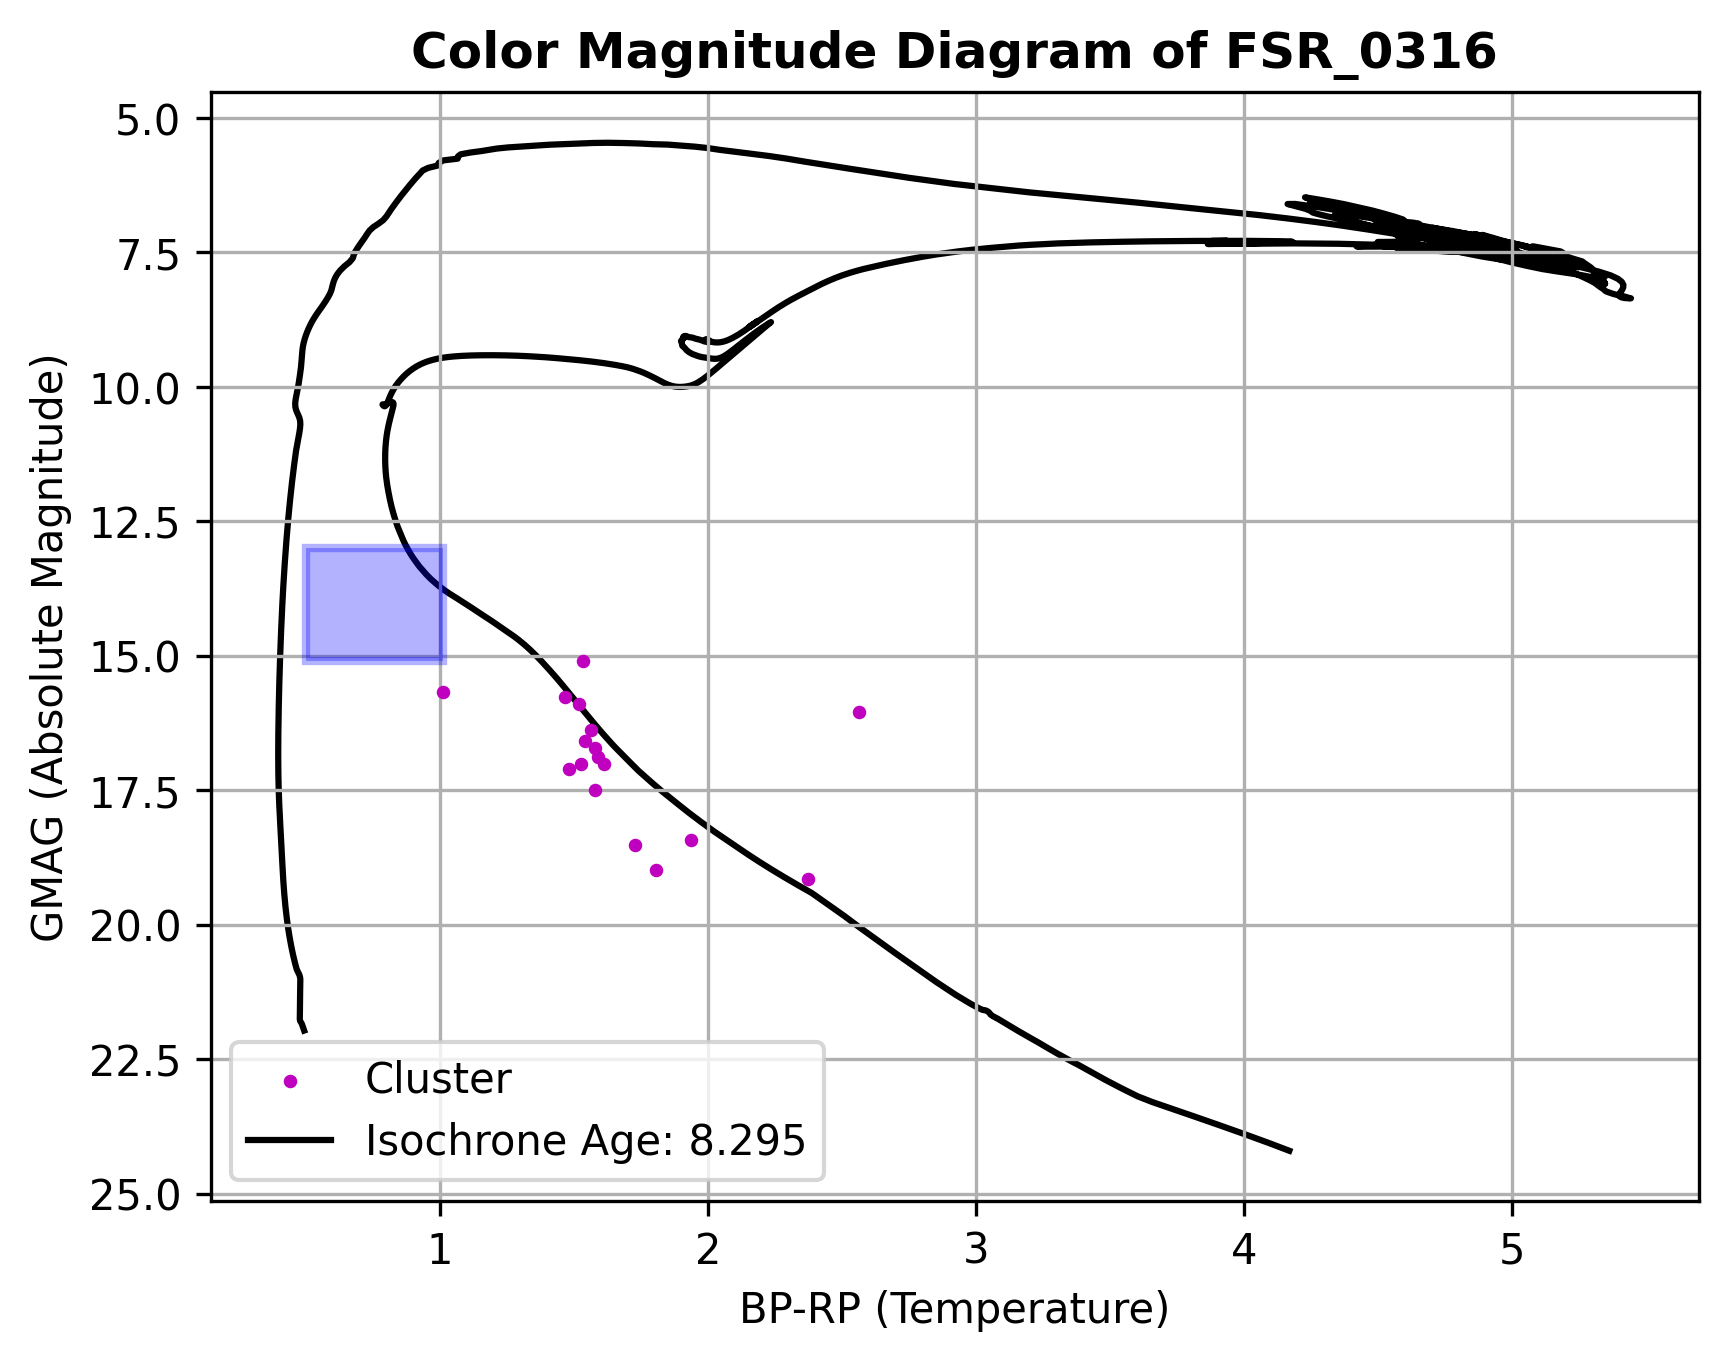 Color Magnitude Diagram of FSR_0316
5.0
7.5
10.0
12.5
15.0
17.5
20.0
22.5
25.0
GMAG (Absolute Magnitude)
Cluster
Isochrone Age: 8.295
1 2 3 4 5
BP-RP (Temperature)